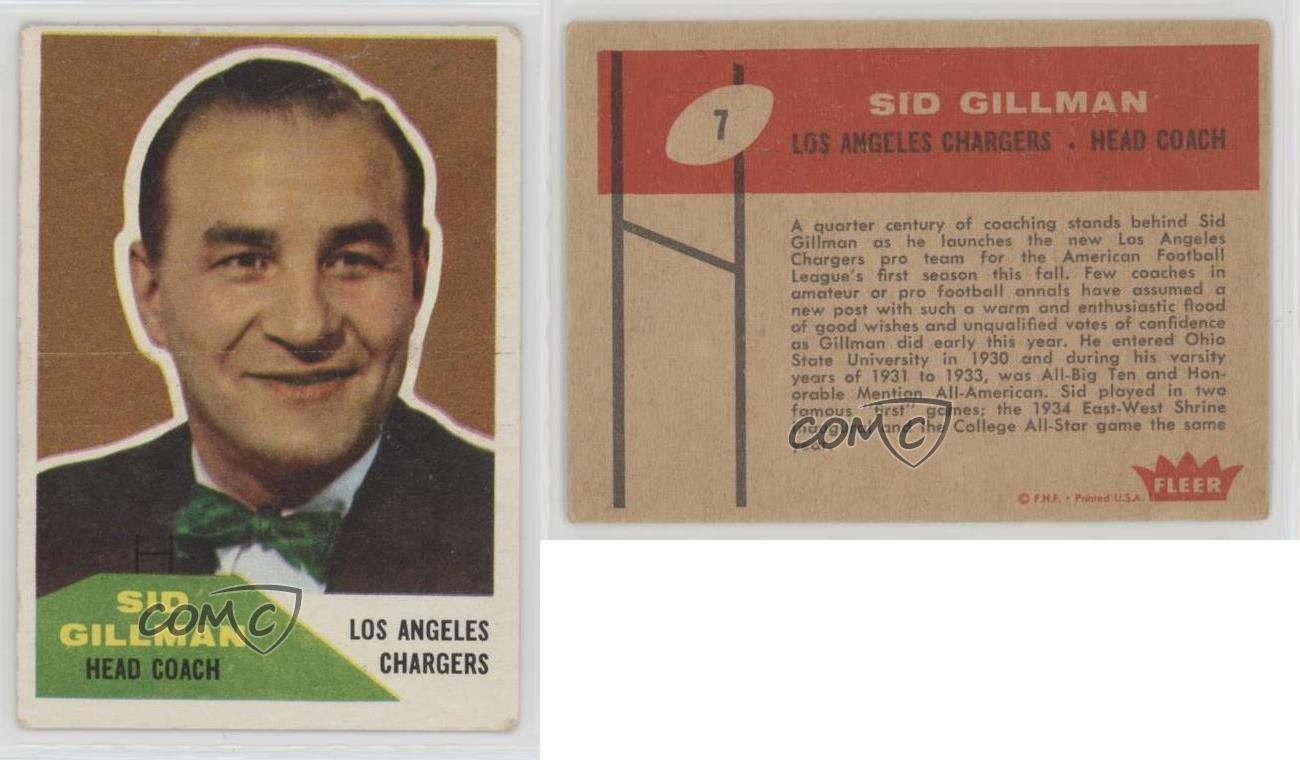 SID
GILLMAN
HEAD COACH
LOS ANGELES
CHARGERS
COMC
7
SID GILLMAN
LOS ANGELES CHARGERS . HEAD COACH
A quarter century of coaching stands behind Sid
Gillman as he launches the new Los Angeles
Chargers pro team for the American Football
League's first season this fall. Few coaches in
amateur or pro football annals have assumed a
new post with such a warm and enthusiastic flood
of good wishes and unqualified votes of confidence
as Gillman did early this year. He entered Ohio
State University in 1930 and during his varsity
years of 1931 to 1933, was All-Big Ten and Hon-
orable Mention All-American. Sid played in two
famous "first" games; the 1934 East-West Shrine
inaugural and the College All-Star game the same
year.
COMC
FLEER
© F.H.F. • Printed U.S.A.